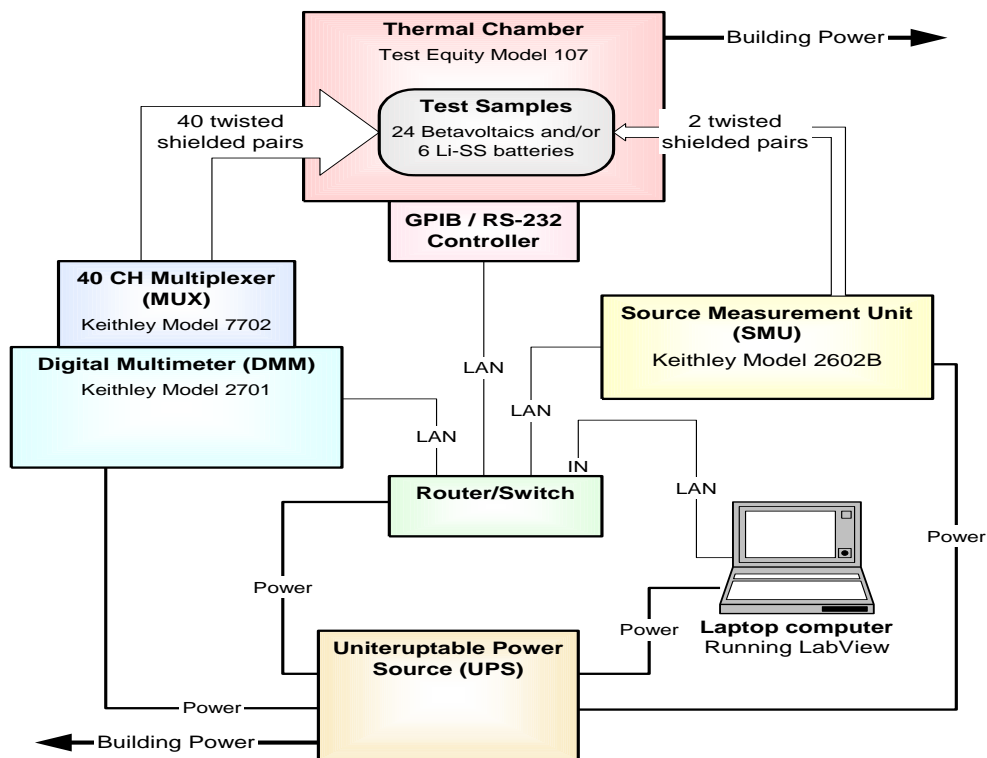 Thermal Chamber
Test Equity Model 107
Building Power
Test Samples
24 Betavoltaics and/or
6 Li-SS batteries
40 twisted
shielded pairs
2 twisted
shielded pairs
GPIB / RS-232
Controller
40 CH Multiplexer
(MUX)
Keithley Model 7702
Digital Multimeter (DMM)
Keithley Model 2701
Source Measurement Unit
(SMU)
Keithley Model 2602B
LAN
LAN
LAN
IN
LAN
Router/Switch
Power
Power
Power
Laptop computer
Running LabView
Uniteruptable Power
Source (UPS)
Power
Building Power